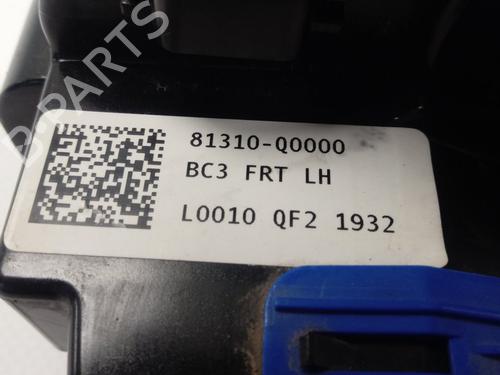 B-PARTS
81310-Q0000
BC3 FRT LH
L0010 QF2 1932